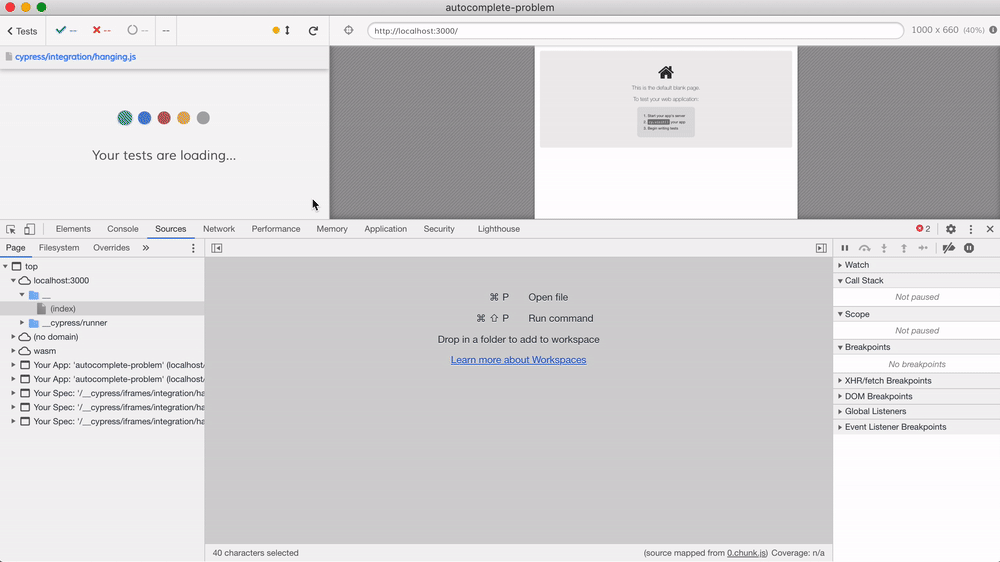 autocomplete-problem
Tests -- -- -- -- http://localhost:3000/ 1000 x 660 (40%)
cypress/integration/hanging.js
This is the default blank page.
To test your web application:
1. Start your app's server
2. your app
3. Begin writing tests
Your tests are loading...
Elements Console Sources Network Performance Memory Application Security Lighthouse 2
Page Filesystem Overrides »
top
localhost:3000
__
(index)
__cypress/runner
(no domain)
wasm
Your App: 'autocomplete-problem' (localhost
Your App: 'autocomplete-problem' (localhost
Your Spec: '/__cypress/iframes/integration/ha
Your Spec: '/__cypress/iframes/integration/ha
Your Spec: '/__cypress/iframes/integration/ha
⌘ P Open file
⌘ ⇧ P Run command
Drop in a folder to add to workspace
Learn more about Workspaces
40 characters selected
(source mapped from 0.chunk.js) Coverage: n/a
Watch
Call Stack
Not paused
Scope
Not paused
Breakpoints
No breakpoints
XHR/fetch Breakpoints
DOM Breakpoints
Global Listeners
Event Listener Breakpoints